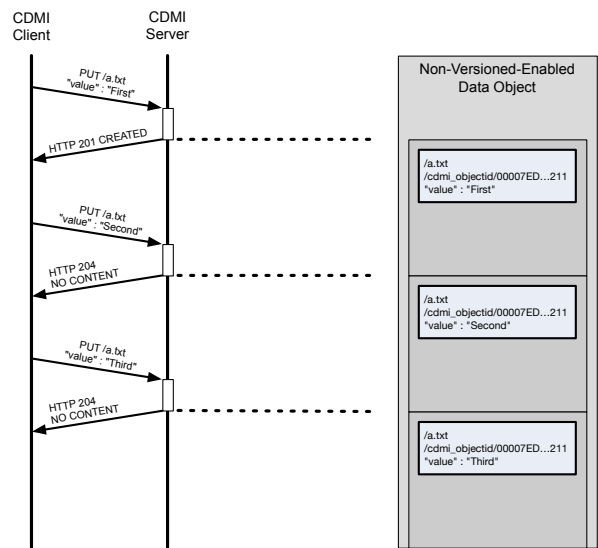 CDMI
Client
CDMI
Server
PUT /a.txt
"value" : "First"
HTTP 201 CREATED
PUT /a.txt
"value" : "Second"
HTTP 204
NO CONTENT
PUT /a.txt
"value" : "Third"
HTTP 204
NO CONTENT
Non-Versioned-Enabled
Data Object
/a.txt
/cdmi_objectid/00007ED...211
"value" : "First"
/a.txt
/cdmi_objectid/00007ED...211
"value" : "Second"
/a.txt
/cdmi_objectid/00007ED...211
"value" : "Third"